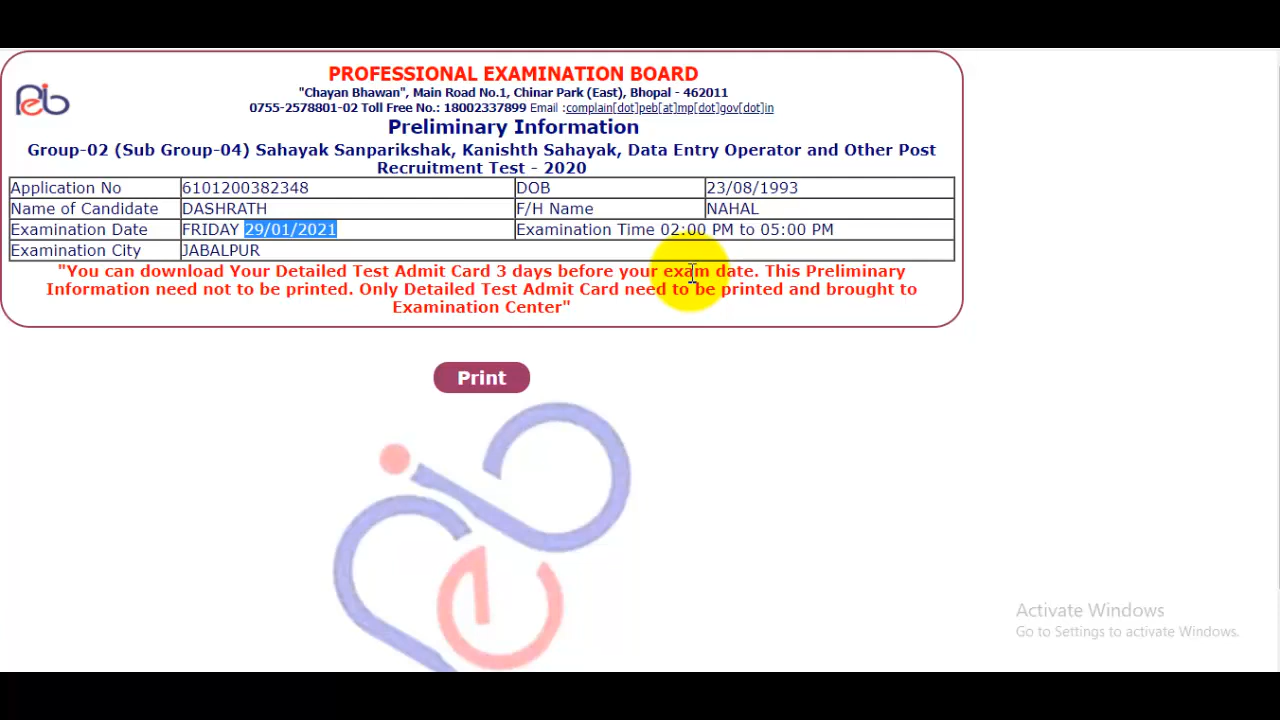 PROFESSIONAL EXAMINATION BOARD
"Chayan Bhawan", Main Road No.1, Chinar Park (East), Bhopal - 462011
0755-2578801-02 Toll Free No.: 18002337899 Email :complain[dot]peb[at]mp[dot]gov[dot]in
Preliminary Information
Group-02 (Sub Group-04) Sahayak Sanparikshak, Kanishth Sahayak, Data Entry Operator and Other Post
Recruitment Test - 2020
Application No 6101200382348 DOB 23/08/1993
Name of Candidate DASHRATH F/H Name NAHAL
Examination Date FRIDAY 29/01/2021 Examination Time 02:00 PM to 05:00 PM
Examination City JABALPUR
"You can download Your Detailed Test Admit Card 3 days before your exam date. This Preliminary
Information need not to be printed. Only Detailed Test Admit Card need to be printed and brought to
Examination Center"
Print
Activate Windows
Go to Settings to activate Windows.